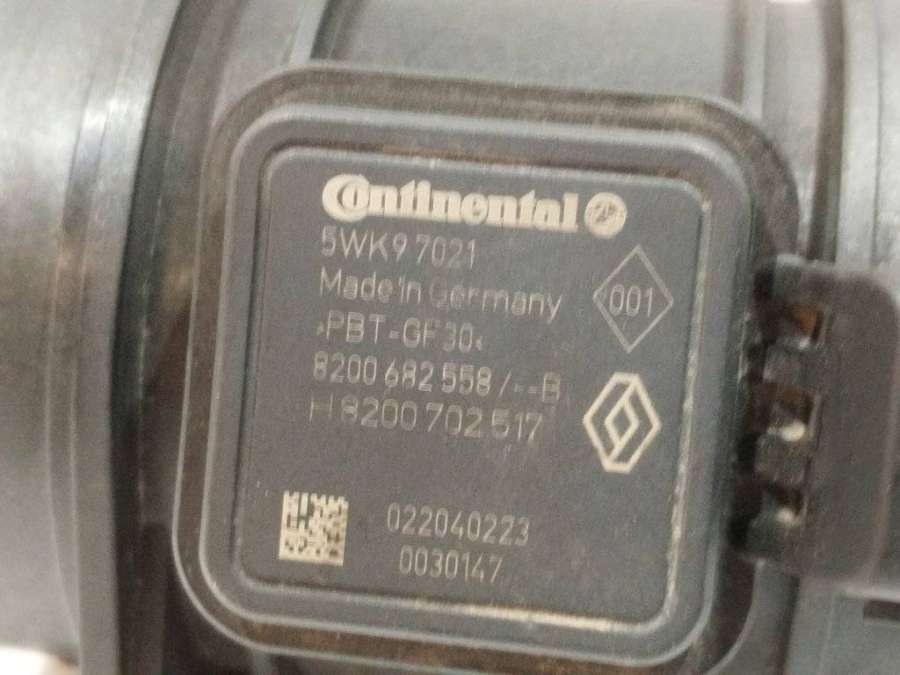 Continental
5WK9 7021
Made in Germany
001
>PBT-GF30<
8200 682 558 /--B
H 8200 702 517
022040223
0030147